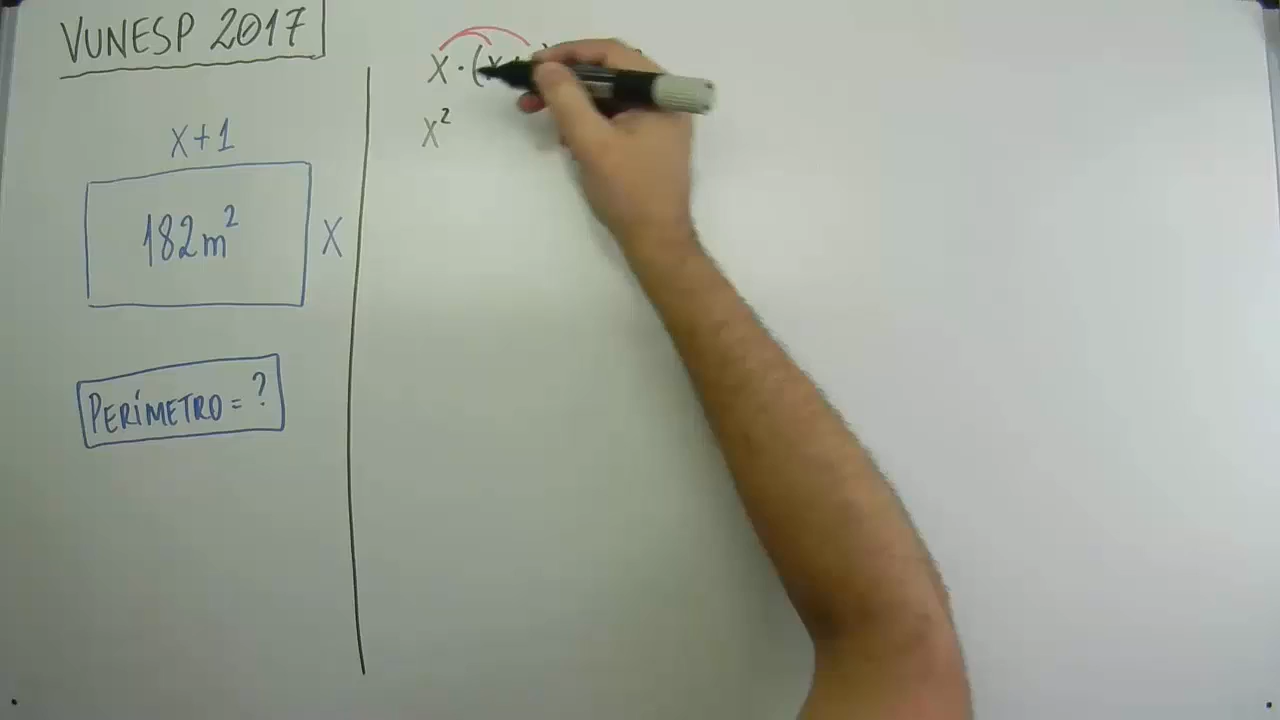 VUNESP 2017
x+1
182m²
x
PERÍMETRO = ?
x · (x+
x²